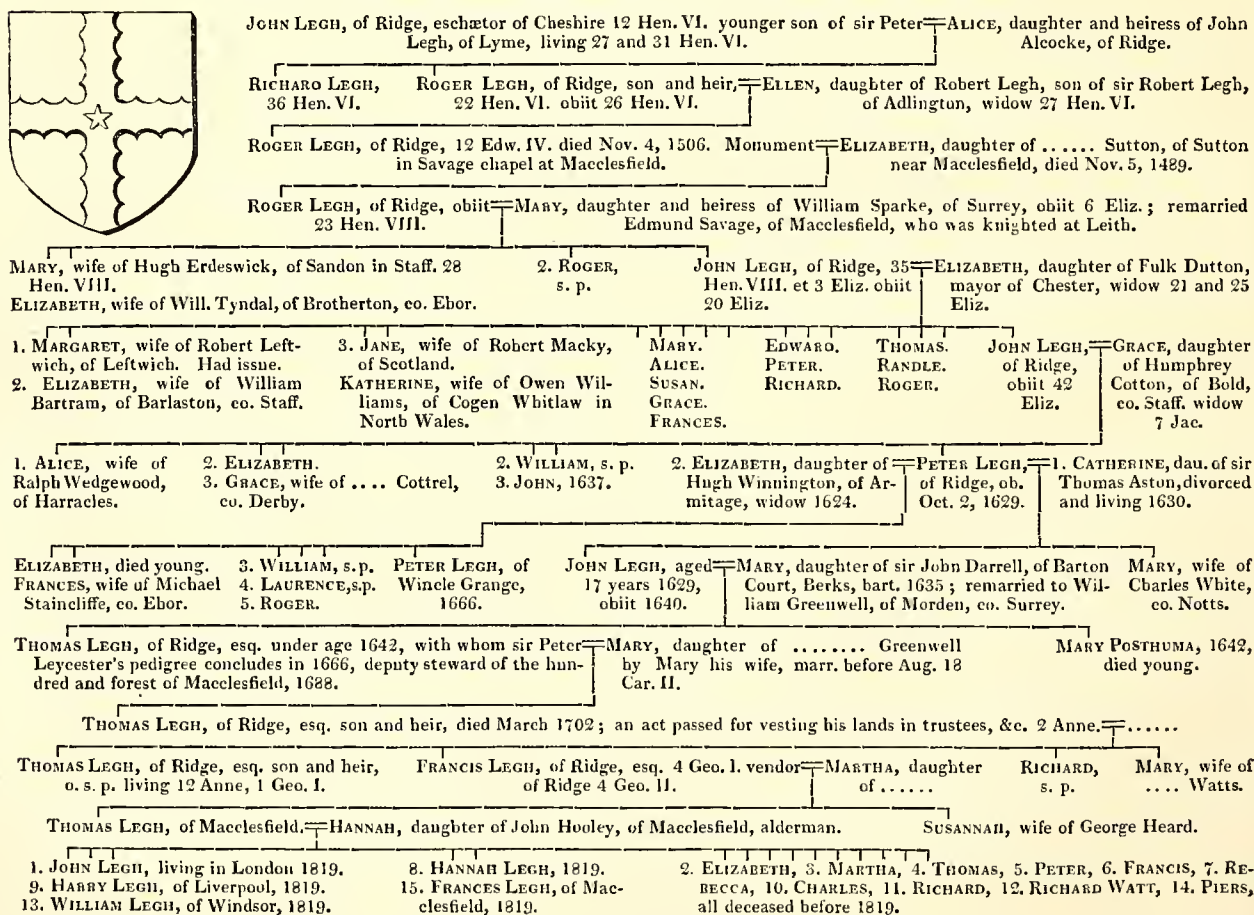 JOHN LEGH, of Ridge, eschætor of Cheshire 12 Hen. VI. younger son of sir Peter ALICE, daughter and heiress of John
Legh, of Lyme, living 27 and 31 Hen. VI. Alcocke, of Ridge.
RICHARD LEGH, ROGER LEGH, of Ridge, son and heir, ELLEN, daughter of Robert Legh, son of sir Robert Legh,
36 Hen. VI. 22 Hen. VI. obiit 26 Hen. VI. of Adlington, widow 27 Hen. VI.
ROGER LEGH, of Ridge, 12 Edw. IV. died Nov. 4, 1506. Monument ELIZABETH, daughter of ...... Sutton, of Sutton
in Savage chapel at Macclesfield. near Macclesfield, died Nov. 5, 1489.
ROGER LEGH, of Ridge, obiit MARY, daughter and heiress of William Sparke, of Surrey, obiit 6 Eliz.; remarried
23 Hen. VIII. Edmund Savage, of Macclesfield, who was knighted at Leith.
MARY, wife of Hugh Erdeswick, of Sandon in Staff. 28 2. ROGER, JOHN LEGH, of Ridge, 35 ELIZABETH, daughter of Fulk Dutton,
Hen. VIII. s. p. Hen. VIII. et 3 Eliz. obiit mayor of Chester, widow 21 and 25
ELIZABETH, wife of Will. Tyndal, of Brotherton, co. Ebor. 20 Eliz. Eliz.
1. MARGARET, wife of Robert Left- 3. JANE, wife of Robert Macky, MARY. EDWARD. THOMAS. JOHN LEGH, GRACE, daughter
wich, of Leftwich. Had issue. of Scotland. ALICE. PETER. RANDLE. of Ridge, of Humphrey
2. ELIZABETH, wife of William KATHERINE, wife of Owen Wil- SUSAN. RICHARD. ROGER. obiit 42 Cotton, of Bold,
Bartram, of Barlaston, co. Staff. liams, of Cogen Whitlaw in GRACE. Eliz. co. Staff. widow
North Wales. FRANCES. 7 Jac.
1. ALICE, wife of 2. ELIZABETH. 2. WILLIAM, s. p. 2. ELIZABETH, daughter of PETER LEGH, 1. CATHERINE, dau. of sir
Ralph Wedgewood, 3. GRACE, wife of .... Cottrel, 3. JOHN, 1637. Hugh Winnington, of Ar- of Ridge, ob. Thomas Aston, divorced
of Harracles. co. Derby. mitage, widow 1624. Oct. 2, 1629. and living 1630.
ELIZABETH, died young. 3. WILLIAM, s. p. PETER LEGH, of JOHN LEGH, aged MARY, daughter of sir John Darrell, of Barton MARY, wife of
FRANCES, wife of Michael 4. LAURENCE, s.p. Wincle Grange, 17 years 1629, Court, Berks, bart. 1635; remarried to Wil- Charles White,
Staincliffe, co. Ebor. 5. ROGER. 1666. obiit 1640. liam Greenwell, of Morden, co. Surrey. co. Notts.
THOMAS LEGH, of Ridge, esq. under age 1642, with whom sir Peter MARY, daughter of ........ Greenwell MARY POSTHUMA, 1642,
Leycester's pedigree concludes in 1666, deputy steward of the hun- by Mary his wife, marr. before Aug. 18 died young.
dred and forest of Macclesfield, 1688. Car. II.
THOMAS LEGH, of Ridge, esq. son and heir, died March 1702; an act passed for vesting his lands in trustees, &c. 2 Anne. ......
THOMAS LEGH, of Ridge, esq. son and heir, FRANCIS LEGH, of Ridge, esq. 4 Geo. I. vendor MARTHA, daughter RICHARD, MARY, wife of
o. s. p. living 12 Anne, 1 Geo. I. of Ridge 4 Geo. II. of ...... s. p. .... Watts.
THOMAS LEGH, of Macclesfield. HANNAH, daughter of John Hooley, of Macclesfield, alderman. SUSANNAH, wife of George Heard.
1. JOHN LEGH, living in London 1819. 8. HANNAH LEGH, 1819. 2. ELIZABETH, 3. MARTHA, 4. THOMAS, 5. PETER, 6. FRANCIS, 7. RE-
9. HARRY LEGH, of Liverpool, 1819. 15. FRANCES LEGH, of Mac- BECCA, 10. CHARLES, 11. RICHARD, 12. RICHARD WATT, 14. PIERS,
13. WILLIAM LEGH, of Windsor, 1819. clesfield, 1819. all deceased before 1819.